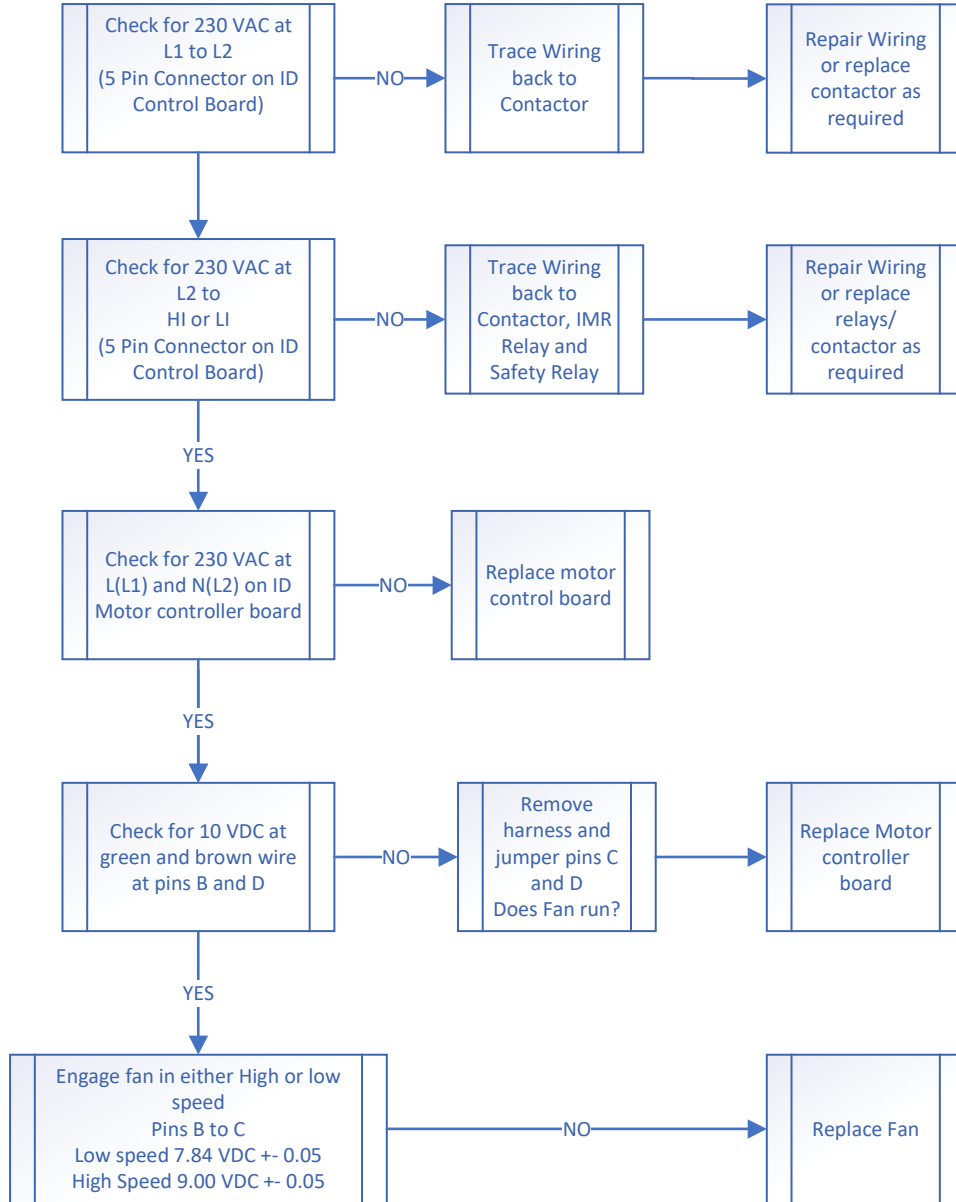 Check for 230 VAC at
L1 to L2
(5 Pin Connector on ID
Control Board)
NO
Trace Wiring
back to
Contactor
Repair Wiring
or replace
contactor as
required
Check for 230 VAC at
L2 to
HI or LI
(5 Pin Connector on ID
Control Board)
NO
Trace Wiring
back to
Contactor, IMR
Relay and
Safety Relay
Repair Wiring
or replace
relays/
contactor as
required
YES
Check for 230 VAC at
L(L1) and N(L2) on ID
Motor controller board
NO
Replace motor
control board
YES
Check for 10 VDC at
green and brown wire
at pins B and D
NO
Remove
harness and
jumper pins C
and D
Does Fan run?
Replace Motor
controller
board
YES
Engage fan in either High or low
speed
Pins B to C
Low speed 7.84 VDC +- 0.05
High Speed 9.00 VDC +- 0.05
NO
Replace Fan